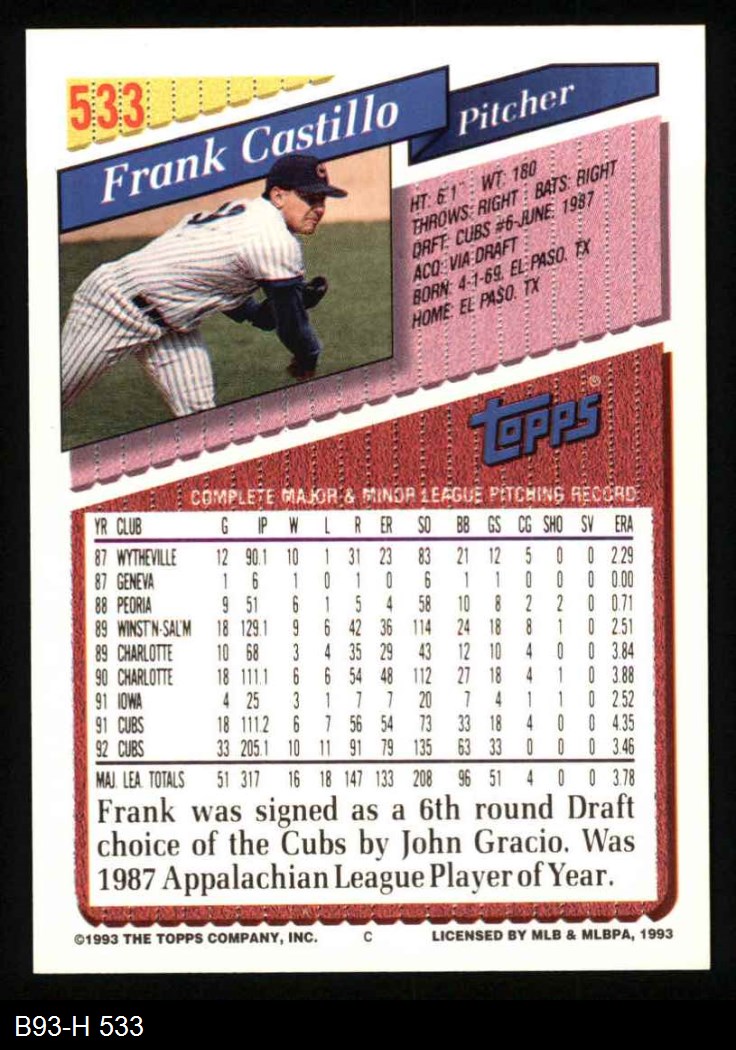 533
Frank Castillo
Pitcher
HT: 6'1" WT: 180
THROWS: RIGHT BATS: RIGHT
DRFT: CUBS #6-JUNE, 1987
ACQ: VIA DRAFT
BORN: 4-1-69, EL PASO, TX
HOME: EL PASO, TX
TOPPS®
COMPLETE MAJOR & MINOR LEAGUE PITCHING RECORD
YR CLUB G IP W L R ER SO BB GS CG SHO SV ERA
87 WYTHEVILLE 12 90.1 10 1 31 23 83 21 12 5 0 0 2.29
87 GENEVA 1 6 1 0 1 0 6 1 1 0 0 0 0.00
88 PEORIA 9 51 6 1 5 4 58 10 8 2 2 0 0.71
89 WINST'N-SAL'M 18 129.1 9 6 42 36 114 24 18 8 1 0 2.51
89 CHARLOTTE 10 68 3 4 35 29 43 12 10 4 0 0 3.84
90 CHARLOTTE 18 111.1 6 6 54 48 112 27 18 4 1 0 3.88
91 IOWA 4 25 3 1 7 7 20 7 4 1 1 0 2.52
91 CUBS 18 111.2 6 7 56 54 73 33 18 4 0 0 4.35
92 CUBS 33 205.1 10 11 91 79 135 63 33 0 0 0 3.46
MAJ. LEA. TOTALS 51 317 16 18 147 133 208 96 51 4 0 0 3.78
Frank was signed as a 6th round Draft
choice of the Cubs by John Gracio. Was
1987 Appalachian League Player of Year.
©1993 THE TOPPS COMPANY, INC. C LICENSED BY MLB & MLBPA, 1993
B93-H 533